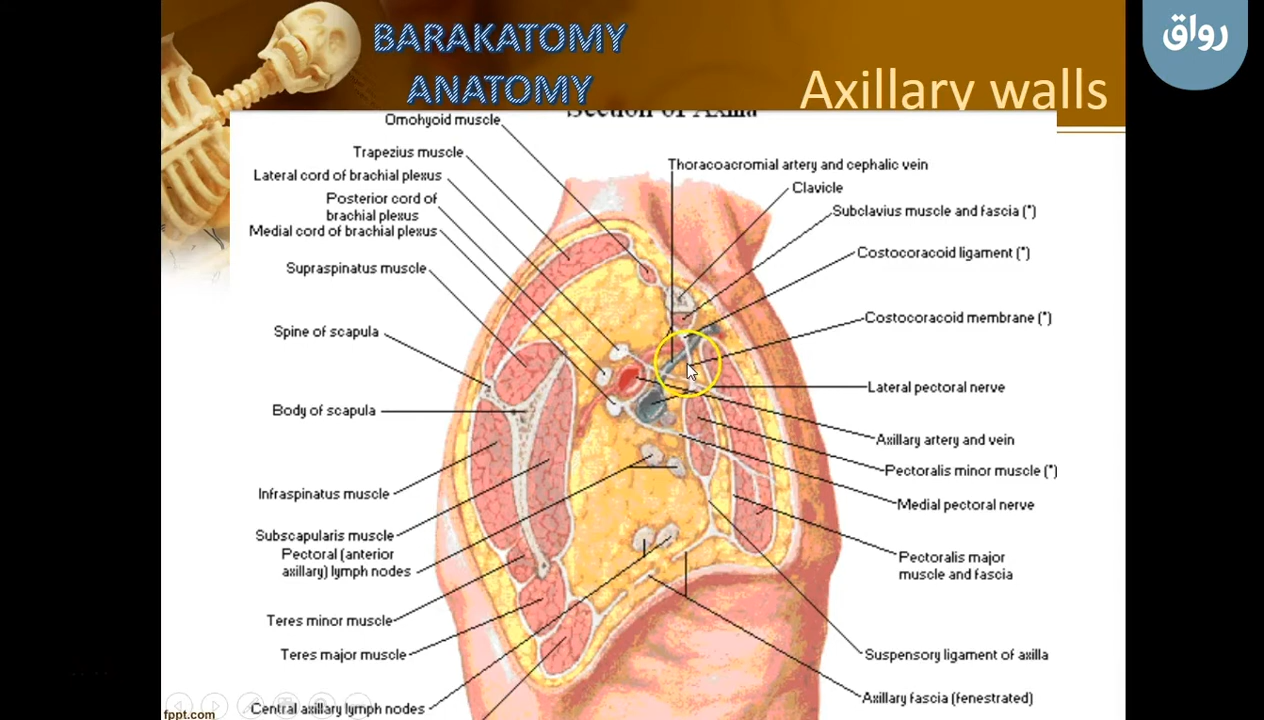 BARAKATOMY
ANATOMY
رواق
Axillary walls
Section of Axilla
Omohyoid muscle
Trapezius muscle
Lateral cord of brachial plexus
Posterior cord of
brachial plexus
Medial cord of brachial plexus
Supraspinatus muscle
Spine of scapula
Body of scapula
Infraspinatus muscle
Subscapularis muscle
Pectoral (anterior
axillary) lymph nodes
Teres minor muscle
Teres major muscle
Central axillary lymph nodes
Thoracoacromial artery and cephalic vein
Clavicle
Subclavius muscle and fascia (*)
Costocoracoid ligament (*)
Costocoracoid membrane (*)
Lateral pectoral nerve
Axillary artery and vein
Pectoralis minor muscle (*)
Medial pectoral nerve
Pectoralis major
muscle and fascia
Suspensory ligament of axilla
Axillary fascia (fenestrated)
fppt.com